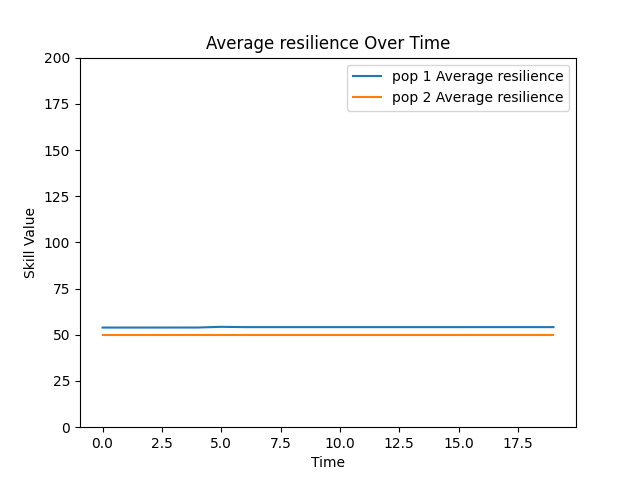 Average resilience Over Time
pop 1 Average resilience
pop 2 Average resilience
Skill Value
200
175
150
125
100
75
50
25
0
0.0 2.5 5.0 7.5 10.0 12.5 15.0 17.5
Time